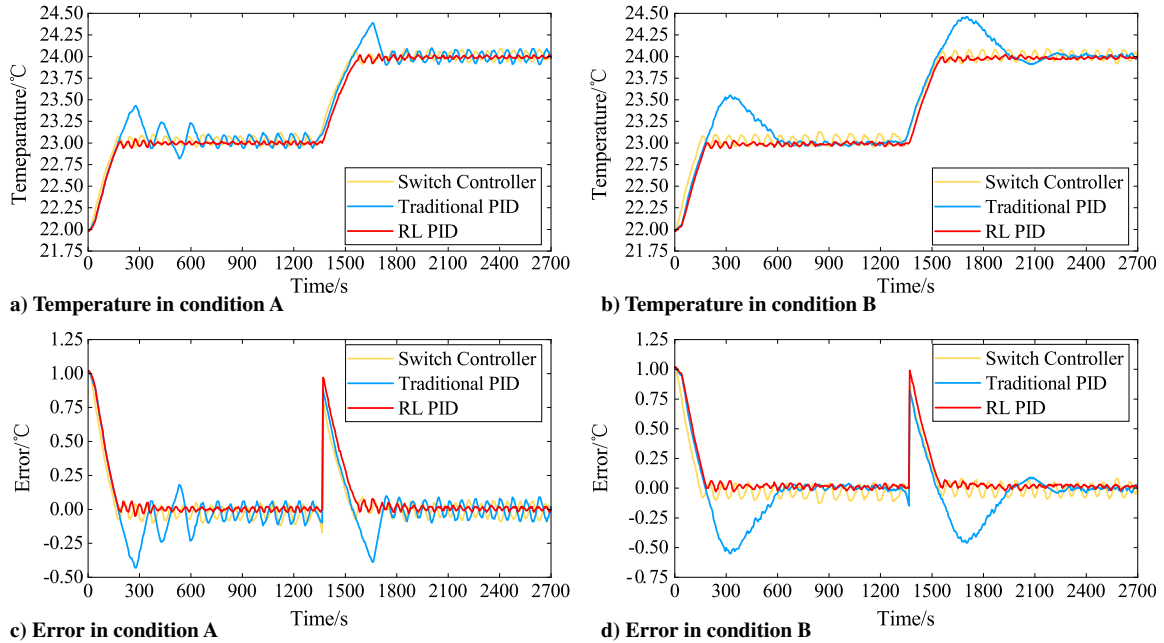 24.50
24.25
24.00
23.75
23.50
23.25
23.00
22.75
22.50
22.25
22.00
21.75
Temeparature/℃
Switch Controller
Traditional PID
RL PID
0 300 600 900 1200 1500 1800 2100 2400 2700
Time/s
a) Temperature in condition A
24.50
24.25
24.00
23.75
23.50
23.25
23.00
22.75
22.50
22.25
22.00
21.75
Temperature/℃
Switch Controller
Traditional PID
RL PID
0 300 600 900 1200 1500 1800 2100 2400 2700
Time/s
b) Temperature in condition B
1.25
1.00
0.75
0.50
0.25
0.00
-0.25
-0.50
Error/℃
Switch Controller
Traditional PID
RL PID
0 300 600 900 1200 1500 1800 2100 2400 2700
Time/s
c) Error in condition A
1.25
1.00
0.75
0.50
0.25
0.00
-0.25
-0.50
-0.75
Error/℃
Switch Controller
Traditional PID
RL PID
0 300 600 900 1200 1500 1800 2100 2400 2700
Time/s
d) Error in condition B